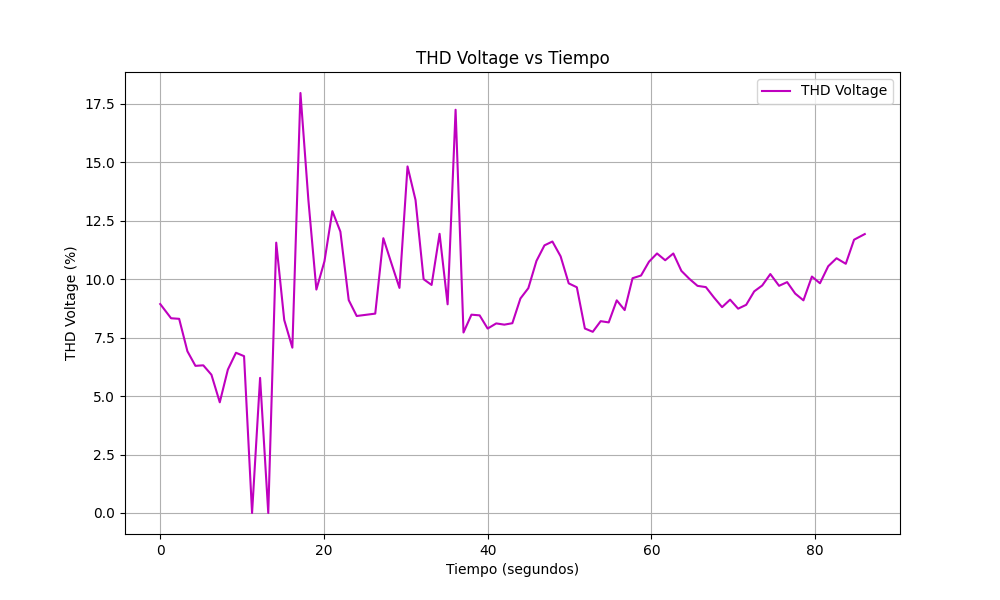 THD Voltage vs Tiempo
THD Voltage
THD Voltage (%)
17.5
15.0
12.5
10.0
7.5
5.0
2.5
0.0
0 20 40 60 80
Tiempo (segundos)